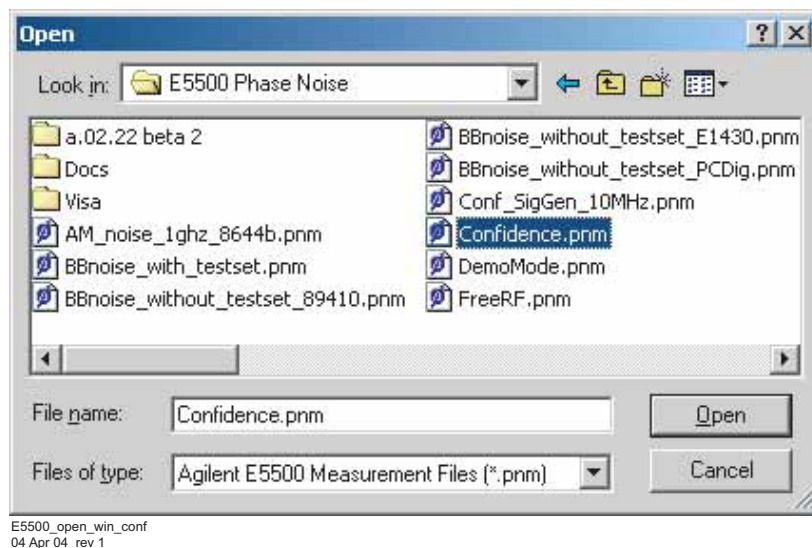 Open
Look in: E5500 Phase Noise
a.02.22 beta 2
Docs
Visa
AM_noise_1ghz_8644b.pnm
BBnoise_with_testset.pnm
BBnoise_without_testset_89410.pnm
BBnoise_without_testset_E1430.pnm
BBnoise_without_testset_PCDig.pnm
Conf_SigGen_10MHz.pnm
Confidence.pnm
DemoMode.pnm
FreeRF.pnm
File name: Confidence.pnm Open
Files of type: Agilent E5500 Measurement Files (*.pnm) Cancel
E5500_open_win_conf
04 Apr 04 rev 1